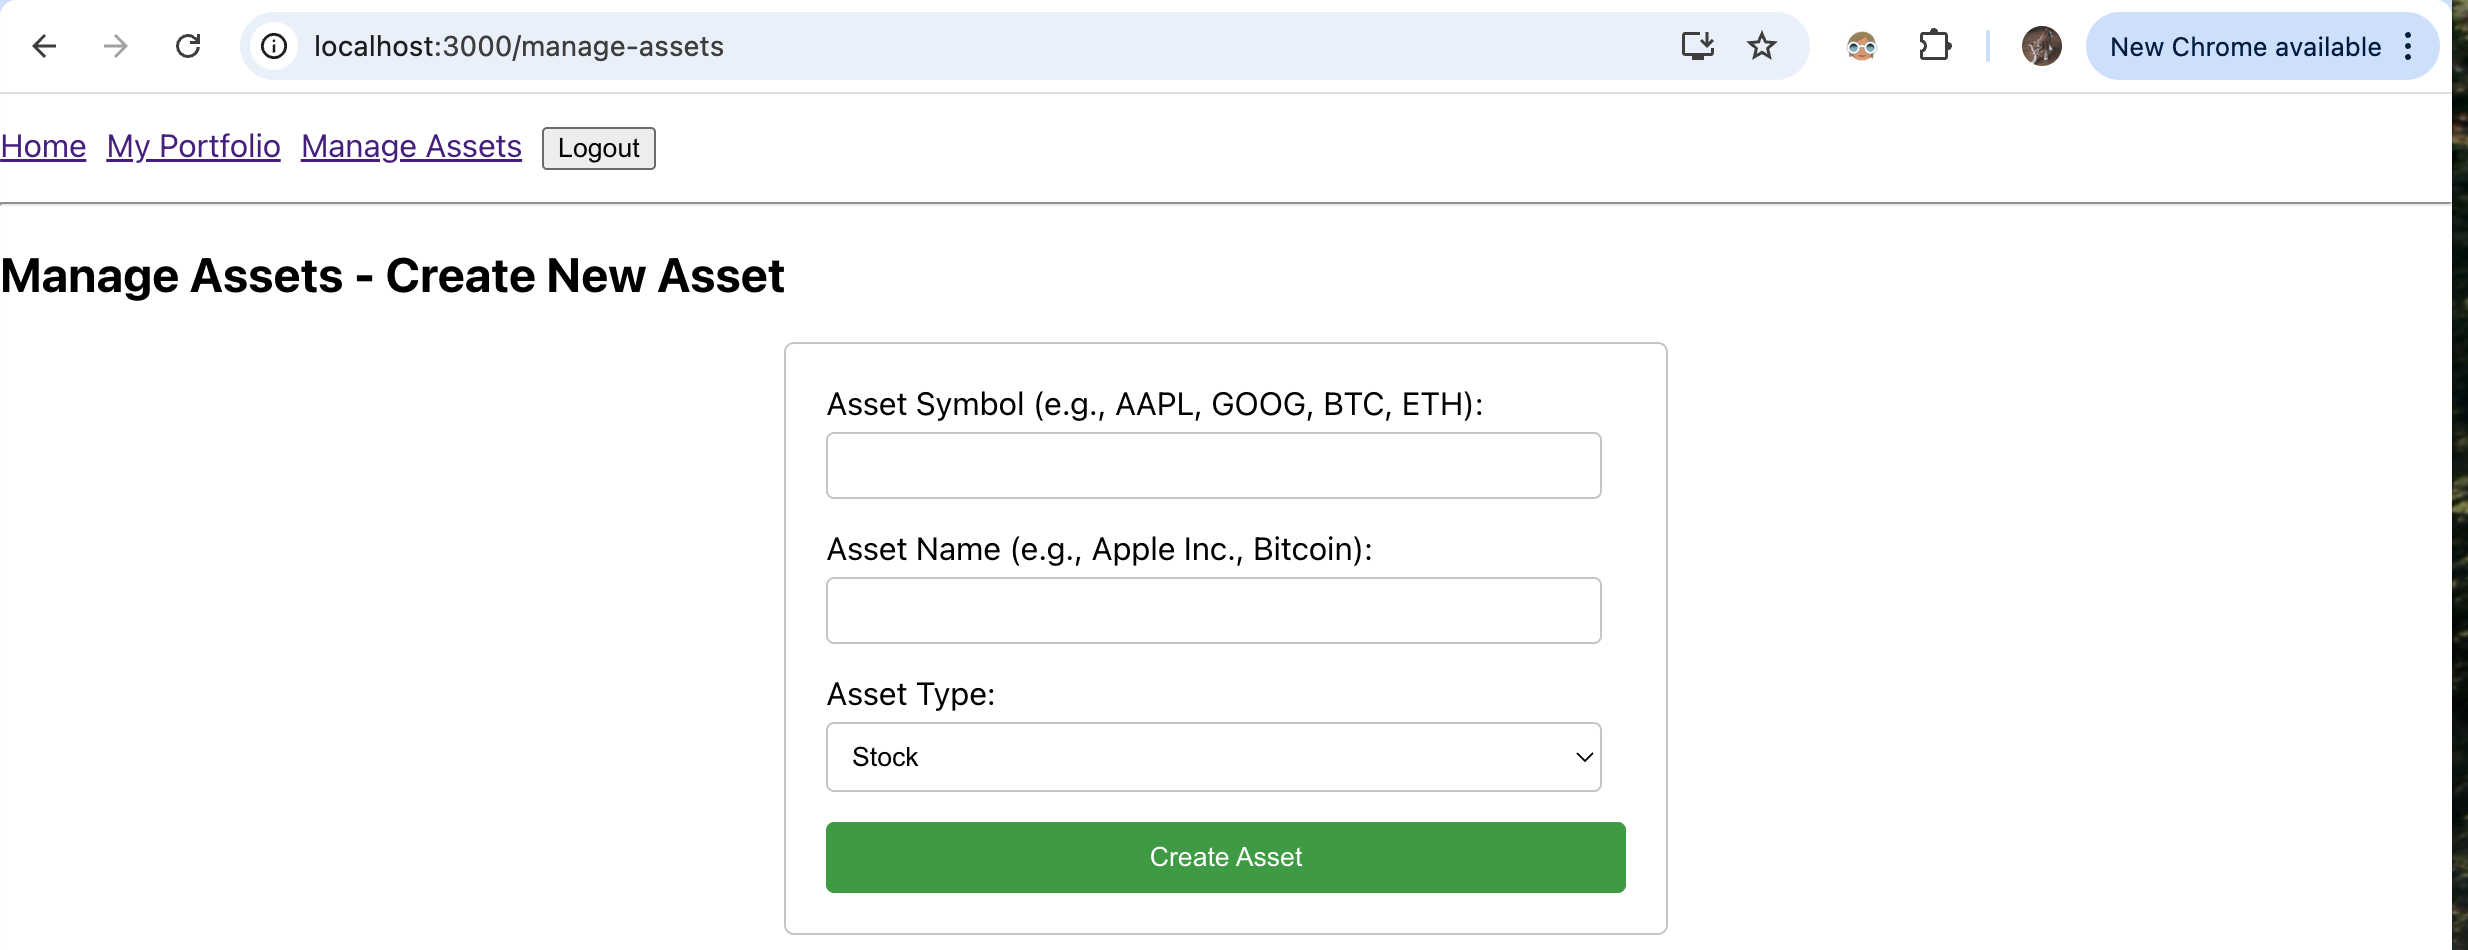 localhost:3000/manage-assets
New Chrome available
Home My Portfolio Manage Assets Logout
Manage Assets - Create New Asset
Asset Symbol (e.g., AAPL, GOOG, BTC, ETH):
Asset Name (e.g., Apple Inc., Bitcoin):
Asset Type:
Stock
Create Asset